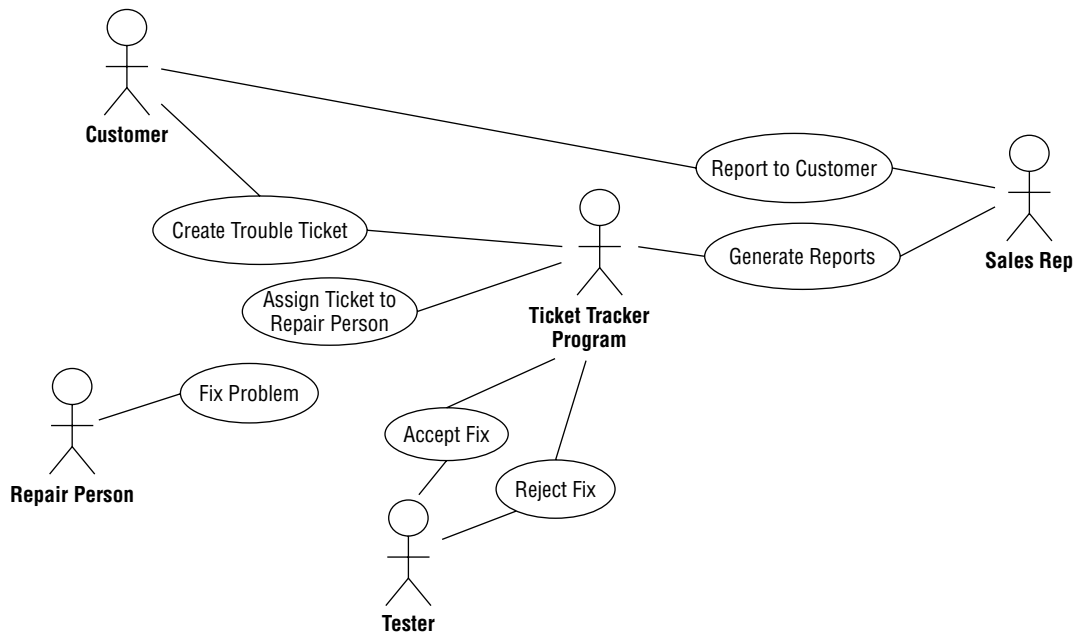 Customer
Report to Customer
Create Trouble Ticket
Generate Reports
Sales Rep
Assign Ticket to
Repair Person
Ticket Tracker
Program
Fix Problem
Accept Fix
Repair Person
Reject Fix
Tester